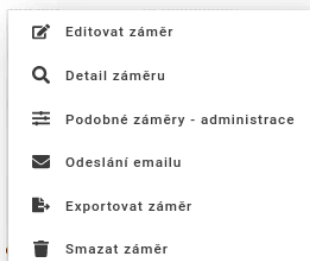 Editovat záměr
Detail záměru
Podobné záměry - administrace
Odeslání emailu
Exportovat záměr
Smazat záměr